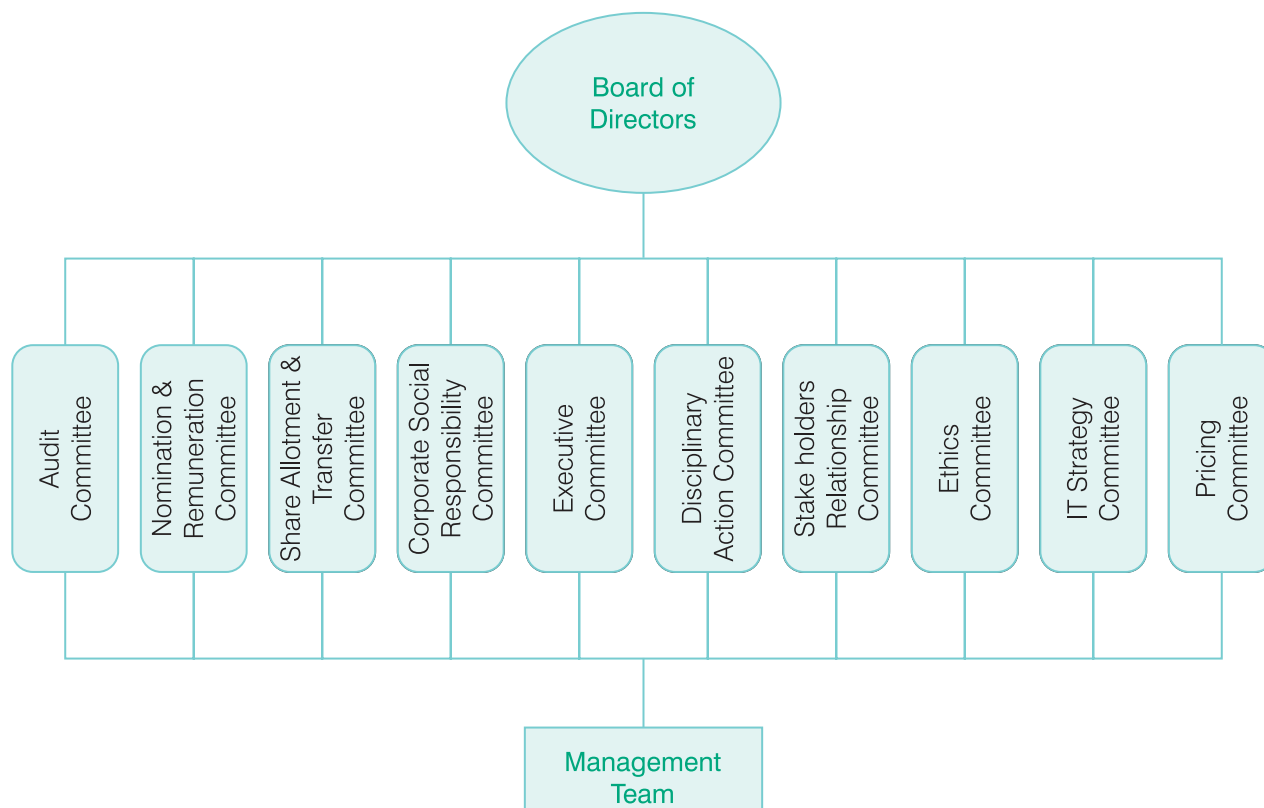 Board of
Directors
Audit
Committee
Nomination &
Remuneration
Committee
Share Allotment &
Transfer
Committee
Corporate Social
Responsibility
Committee
Executive
Committee
Disciplinary
Action Committee
Stake holders
Relationship
Committee
Ethics
Committee
IT Strategy
Committee
Pricing
Committee
Management
Team